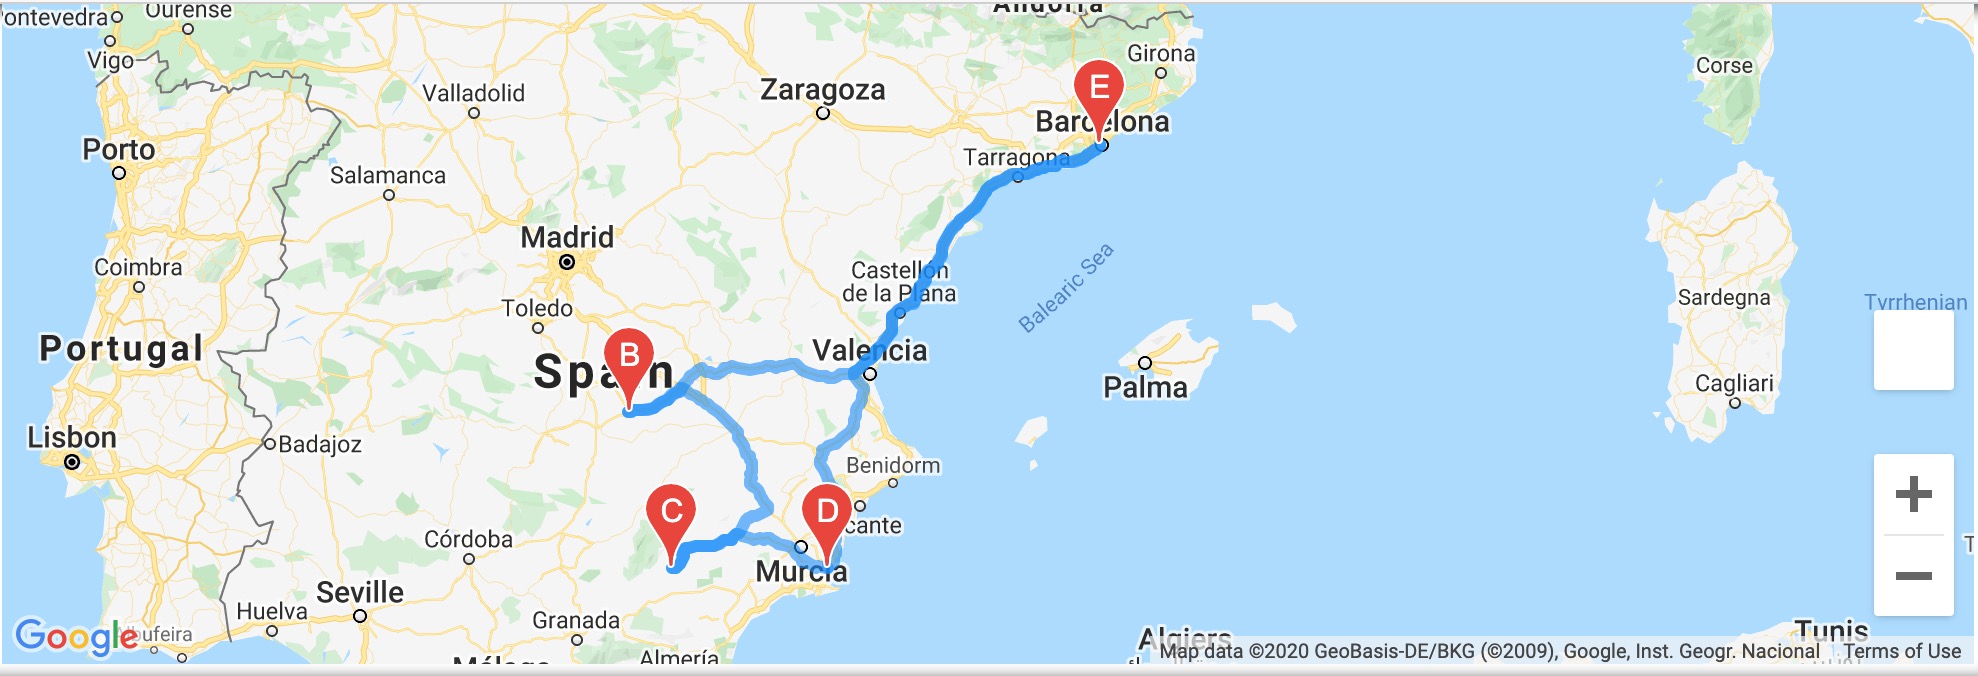 ontevedra
Ourense
Andorra
Vigo
Girona
Corse
Valladolid
Zaragoza
E
Barcelona
Porto
Tarragona
Salamanca
Madrid
Coimbra
Castellón
de la Plana
Balearic Sea
Sardegna
Tyrrhenian
Toledo
Portugal
B
Spain
Valencia
Palma
Cagliari
Lisbon
Badajoz
Benidorm
C
D
cante
Córdoba
Murcia
Seville
Huelva
Granada
Google
Albufeira
Almería
Málaga
Algiers
Tunis
Map data ©2020 GeoBasis-DE/BKG (©2009), Google, Inst. Geogr. Nacional
Terms of Use